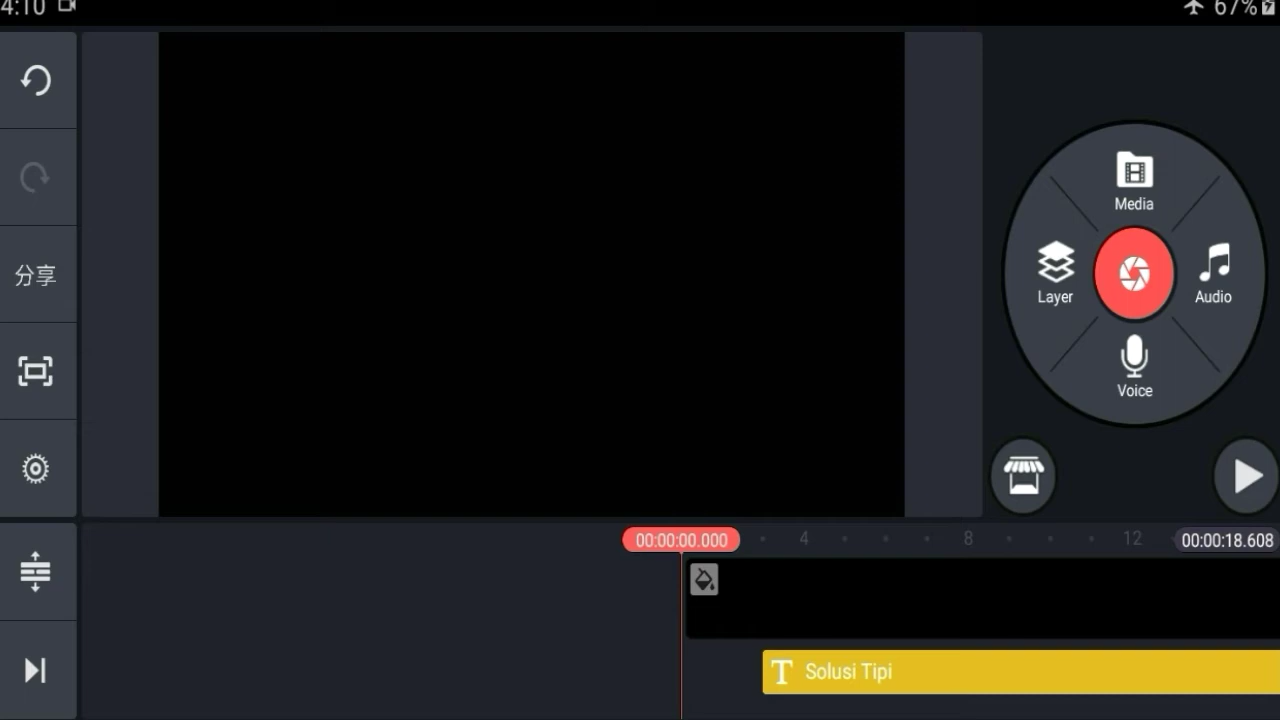 4:10
67%
分享
Media
Layer
Audio
Voice
00:00:00.000
4
8
12
00:00:18.608
T Solusi Tipi